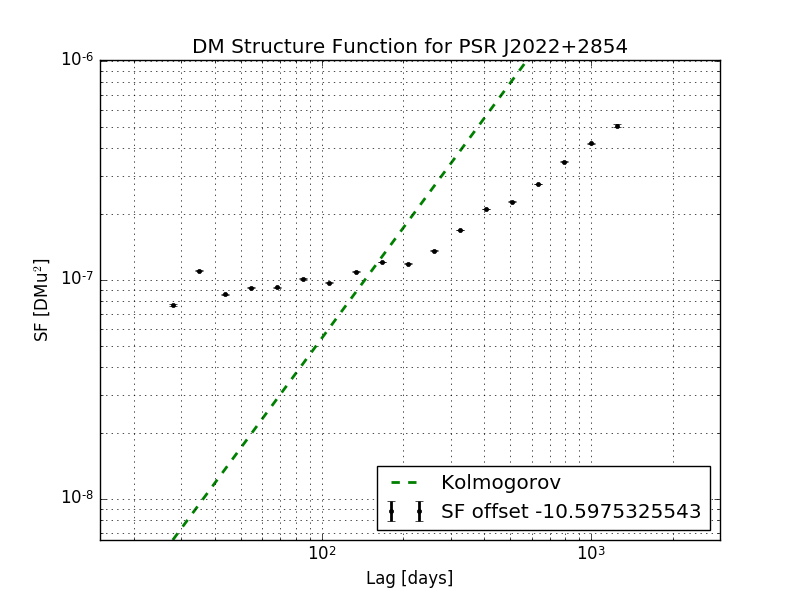 DM Structure Function for PSR J2022+2854
10⁻⁶
10⁻⁷
10⁻⁸
SF [DMu²]
Kolmogorov
SF offset -10.5975325543
10² 10³
Lag [days]